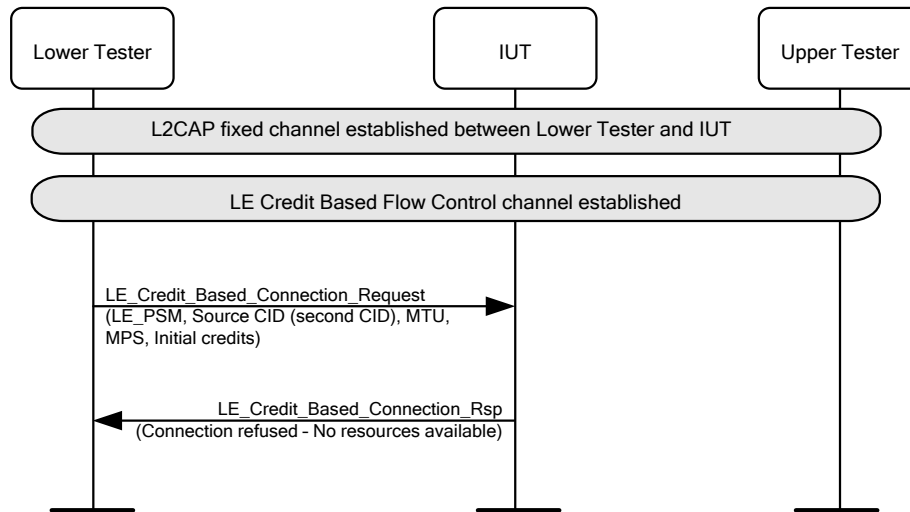 Lower Tester
IUT
Upper Tester
L2CAP fixed channel established between Lower Tester and IUT
LE Credit Based Flow Control channel established
LE_Credit_Based_Connection_Request
(LE_PSM, Source CID (second CID), MTU,
MPS, Initial credits)
LE_Credit_Based_Connection_Rsp
(Connection refused - No resources available)